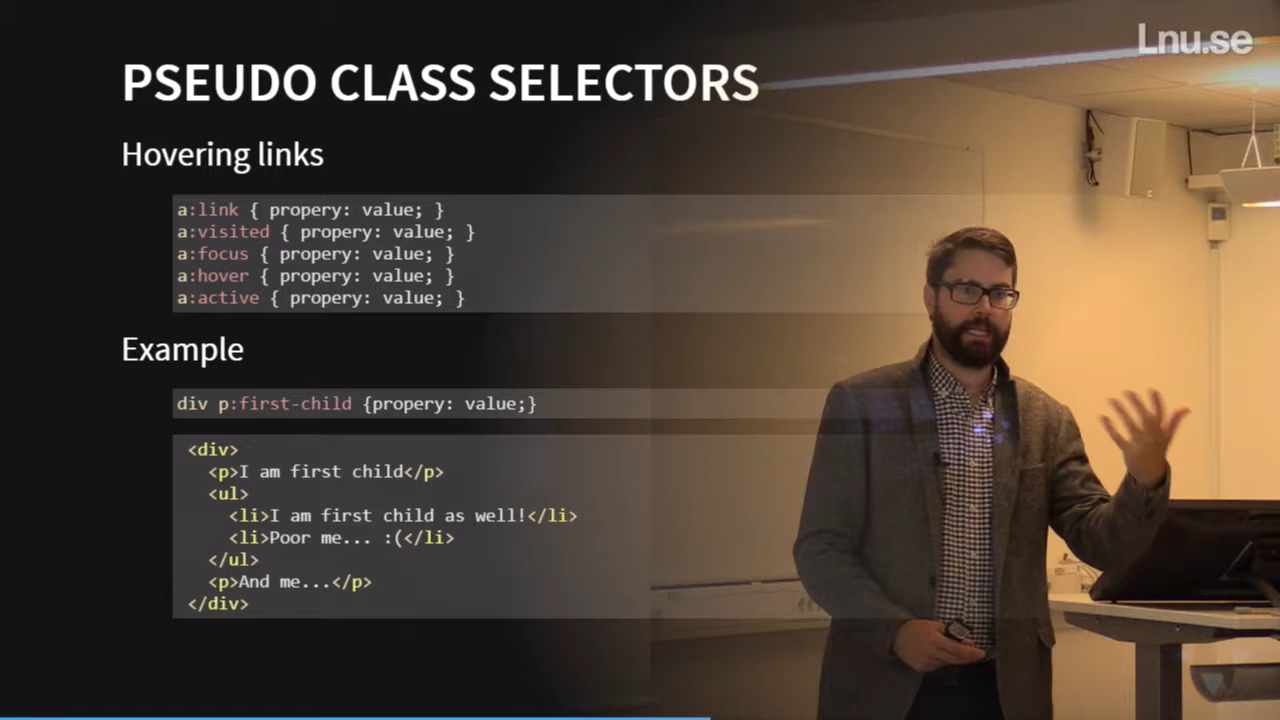 Lnu.se
PSEUDO CLASS SELECTORS
Hovering links
a:link { propery: value; }
a:visited { propery: value; }
a:focus { propery: value; }
a:hover { propery: value; }
a:active { propery: value; }
Example
div p:first-child {propery: value;}
<div>
  <p>I am first child</p>
  <ul>
    <li>I am first child as well!</li>
    <li>Poor me... :(</li>
  </ul>
  <p>And me...</p>
</div>